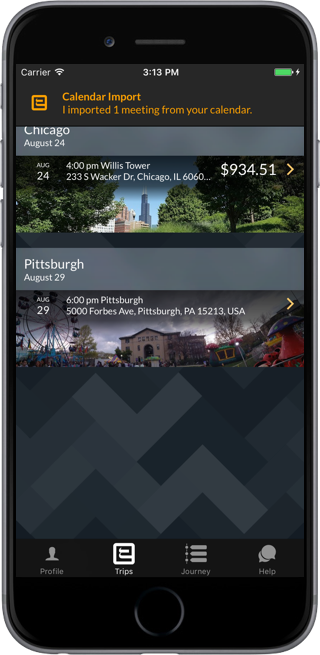 Carrier 3:13 PM
Calendar Import
I imported 1 meeting from your calendar.
Chicago
August 24
AUG
24
4:00 pm Willis Tower
233 S Wacker Dr, Chicago, IL 6060...
$934.51
Pittsburgh
August 29
AUG
29
6:00 pm Pittsburgh
5000 Forbes Ave, Pittsburgh, PA 15213, USA
Profile Trips Journey Help